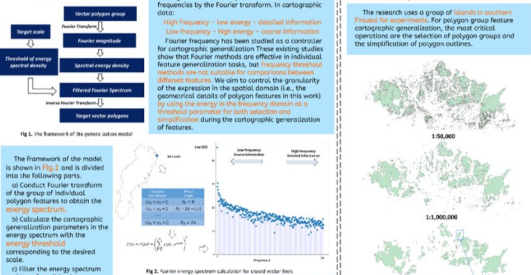 Vector polygon group
Fourier Transform
Target scale
Fourier magnitude
Threshold of energy
spectral density
Spectral energy density
Filtered Fourier Spectrum
Inverse Fourier Transform
Target vector polygons
Fig 1. The framework of the generalization model
The framework of the model
is shown in Fig.1 and is divided
into the following parts.
a) Conduct Fourier transform
of the group of individual
polygon features to obtain the
energy spectrum.
b)Calculate the cartographic
generalization parameters in the
energy spectrum with the
energy threshold
corresponding to the desired
scale.
c) Filter the energy spectrum
frequencies by the Fourier transform. In cartographic
data:
High frequency - low energy - detailed information
Low frequency - high energy - coarse information
Fourier frequency has been studied as a controller
for cartographic generalization These existing studies
show that Fourier methods are effective in individual
feature generalization tasks, but frequency threshold
methods are not suitable for comparisons between
different features. We aim to control the granularity
of the expression in the spatial domain (i.e., the
geometrical details of polygon features in this work)
by using the energy in the frequency domain as a
threshold parameter for both selection and
simplification during the cartographic generalization
of features.
Low frequency
Coarse information
High frequency
Detailed information
Fig 2. Fourier energy spectrum calculation for closed vector lines
The research uses a group of islands in southern
Finland for experiments. For polygon group feature
cartographic generalization, the most critical
operations are the selection of polygon groups and
the simplification of polygon outlines.
1:50,000
1:1,000,000